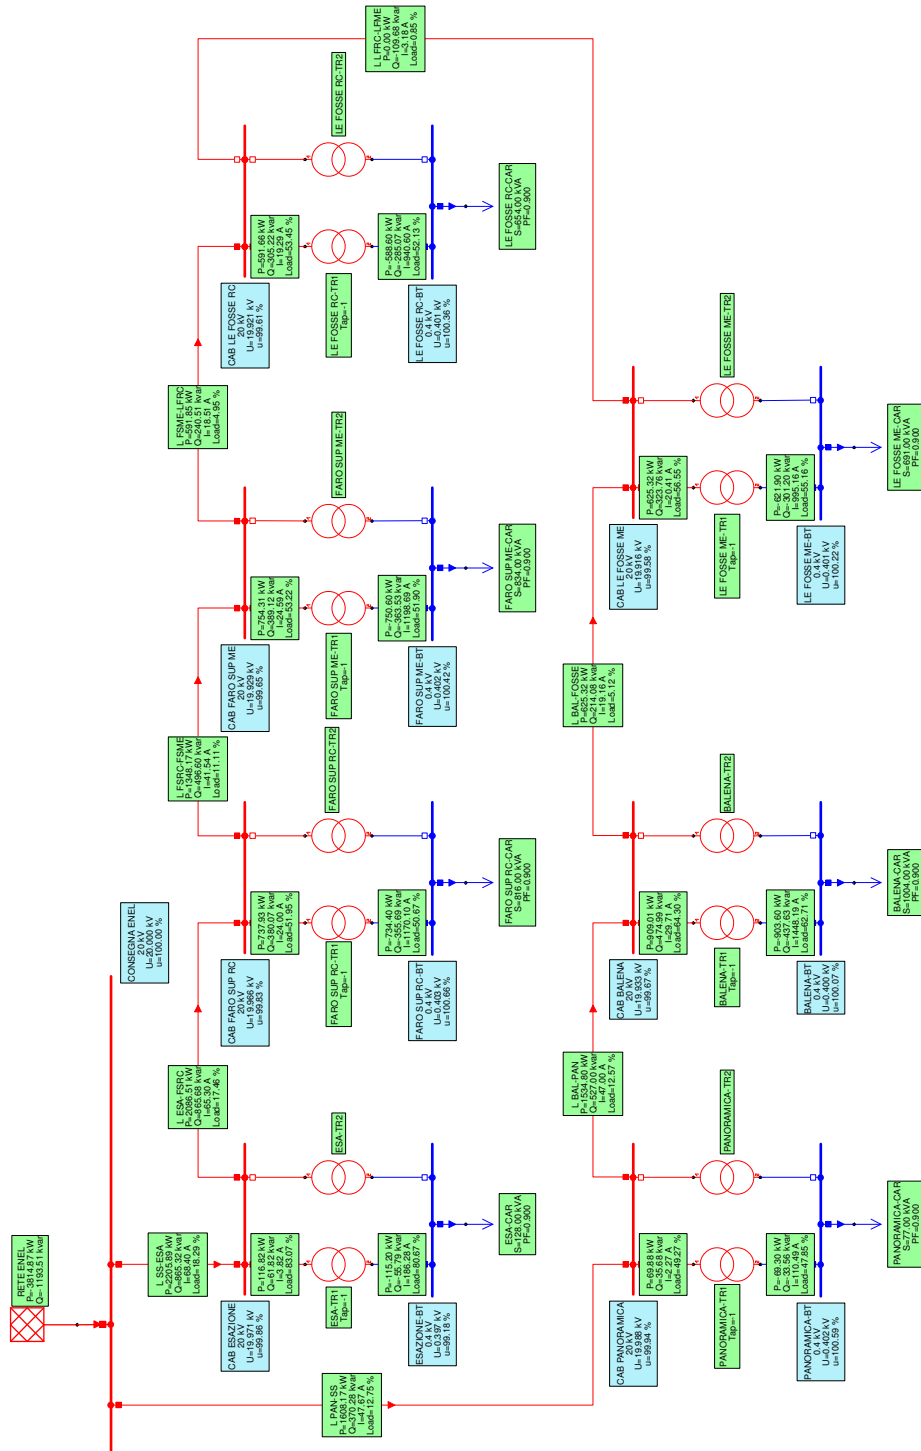 RETE ENEL
P=-3814.87 kW
Q=-1193.51 kvar
CONSEGNA ENEL
20 kV
U=20.000 kV
u=100.00 %
L SS-ESA
P=2205.89 kW
Q=865.32 kvar
I=68.40 A
Load=18.29 %
CAB ESAZIONE
20 kV
U=19.971 kV
u=99.86 %
P=116.82 kW
Q=61.82 kvar
I=3.82 A
Load=83.07 %
ESA-TR1
Tap=-1
ESA-TR2
P=-115.20 kW
Q=-55.79 kvar
I=186.28 A
Load=80.67 %
ESAZIONE-BT
0.4 kV
U=0.397 kV
u=99.18 %
ESA-CAR
S=128.00 kVA
PF=0.900
L ESA-FSRC
P=2086.51 kW
Q=865.68 kvar
I=65.30 A
Load=17.46 %
CAB FARO SUP RC
20 kV
U=19.966 kV
u=99.83 %
P=737.93 kW
Q=380.07 kvar
I=24.00 A
Load=51.95 %
FARO SUP RC-TR1
Tap=-1
FARO SUP RC-TR2
P=-734.40 kW
Q=-355.69 kvar
I=1170.10 A
Load=50.67 %
FARO SUP RC-BT
0.4 kV
U=0.403 kV
u=100.66 %
FARO SUP RC-CAR
S=816.00 kVA
PF=0.900
L FSRC-FSME
P=1348.17 kW
Q=496.60 kvar
I=41.54 A
Load=11.11 %
CAB FARO SUP ME
20 kV
U=19.929 kV
u=99.65 %
P=754.31 kW
Q=389.12 kvar
I=24.59 A
Load=53.22 %
FARO SUP ME-TR1
Tap=-1
FARO SUP ME-TR2
P=-750.60 kW
Q=-363.53 kvar
I=1198.69 A
Load=51.90 %
FARO SUP ME-BT
0.4 kV
U=0.402 kV
u=100.42 %
FARO SUP ME-CAR
S=834.00 kVA
PF=0.900
L FSME-LFRC
P=591.85 kW
Q=240.51 kvar
I=18.51 A
Load=4.95 %
CAB LE FOSSE RC
20 kV
U=19.921 kV
u=99.61 %
P=591.66 kW
Q=305.22 kvar
I=19.29 A
Load=53.45 %
LE FOSSE RC-TR1
Tap=-1
LE FOSSE RC-TR2
P=-588.60 kW
Q=-285.07 kvar
I=940.60 A
Load=52.13 %
LE FOSSE RC-BT
0.4 kV
U=0.401 kV
u=100.36 %
LE FOSSE RC-CAR
S=654.00 kVA
PF=0.900
L LFRC-LFME
P=0.00 kW
Q=-109.68 kvar
I=3.18 A
Load=0.85 %
L PAN-SS
P=1608.17 kW
Q=370.28 kvar
I=47.67 A
Load=12.75 %
CAB PANORAMICA
20 kV
U=19.988 kV
u=99.94 %
P=69.88 kW
Q=35.68 kvar
I=2.27 A
Load=49.27 %
PANORAMICA-TR1
Tap=-1
PANORAMICA-TR2
P=-69.30 kW
Q=-33.56 kvar
I=110.49 A
Load=47.85 %
PANORAMICA-BT
0.4 kV
U=0.402 kV
u=100.59 %
PANORAMICA-CAR
S=77.00 kVA
PF=0.900
L BAL-PAN
P=1534.80 kW
Q=527.00 kvar
I=47.00 A
Load=12.57 %
CAB BALENA
20 kV
U=19.933 kV
u=99.67 %
P=909.01 kW
Q=474.99 kvar
I=29.71 A
Load=64.30 %
BALENA-TR1
Tap=-1
BALENA-TR2
P=-903.60 kW
Q=-437.63 kvar
I=1448.19 A
Load=62.71 %
BALENA-BT
0.4 kV
U=0.400 kV
u=100.07 %
BALENA-CAR
S=1004.00 kVA
PF=0.900
L BAL-FOSSE
P=625.32 kW
Q=214.08 kvar
I=19.16 A
Load=5.12 %
CAB LE FOSSE ME
20 kV
U=19.916 kV
u=99.58 %
P=625.32 kW
Q=323.76 kvar
I=20.41 A
Load=56.55 %
LE FOSSE ME-TR1
Tap=-1
LE FOSSE ME-TR2
P=-621.90 kW
Q=-301.20 kvar
I=995.16 A
Load=55.16 %
LE FOSSE ME-BT
0.4 kV
U=0.401 kV
u=100.22 %
LE FOSSE ME-CAR
S=691.00 kVA
PF=0.900